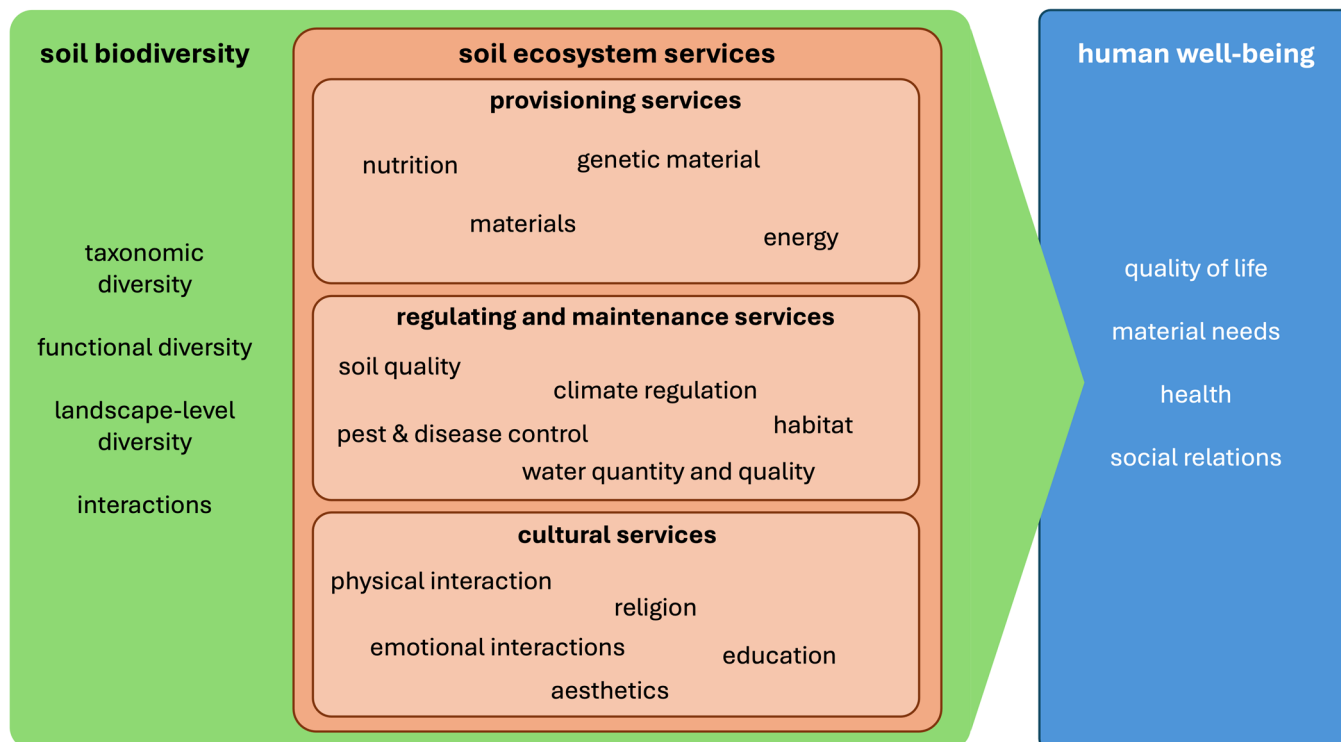 soil biodiversity
taxonomic
diversity
functional diversity
landscape-level
diversity
interactions
soil ecosystem services
provisioning services
nutrition
genetic material
materials
energy
regulating and maintenance services
soil quality
climate regulation
pest & disease control
habitat
water quantity and quality
cultural services
physical interaction
religion
emotional interactions
education
aesthetics
human well-being
quality of life
material needs
health
social relations